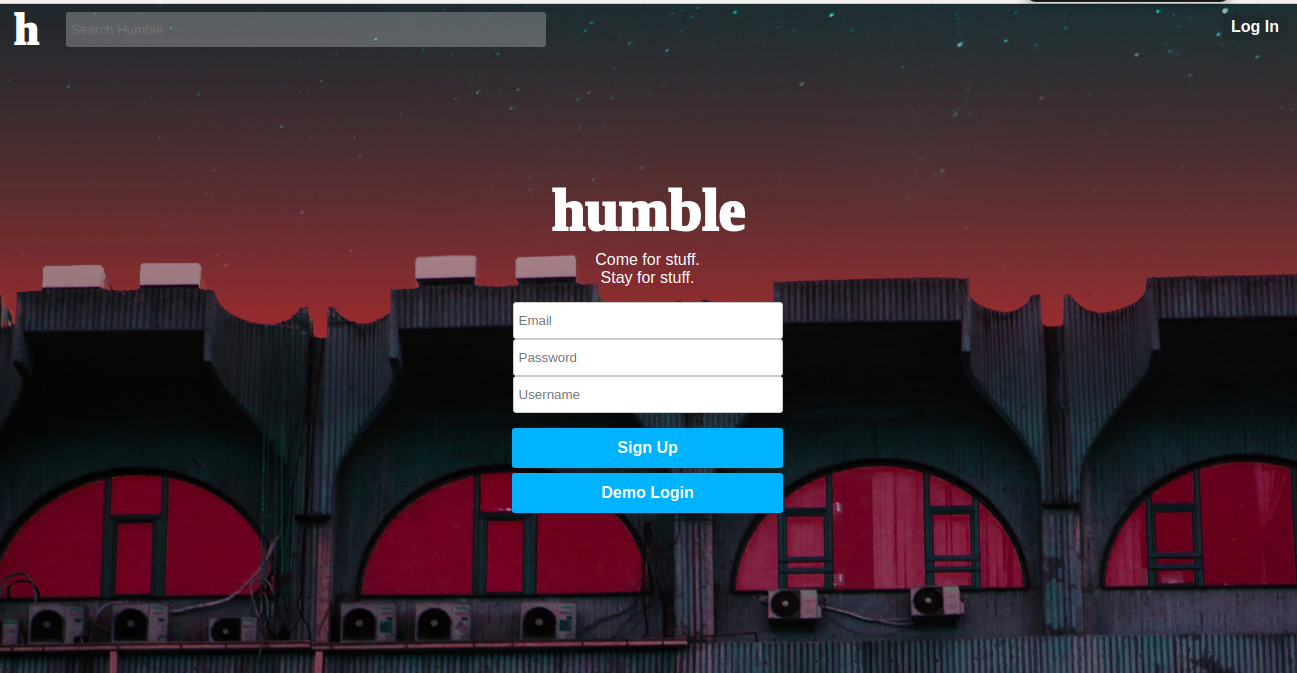 h
Search Humble
Log In
humble
Come for stuff.
Stay for stuff.
Email
Password
Username
Sign Up
Demo Login